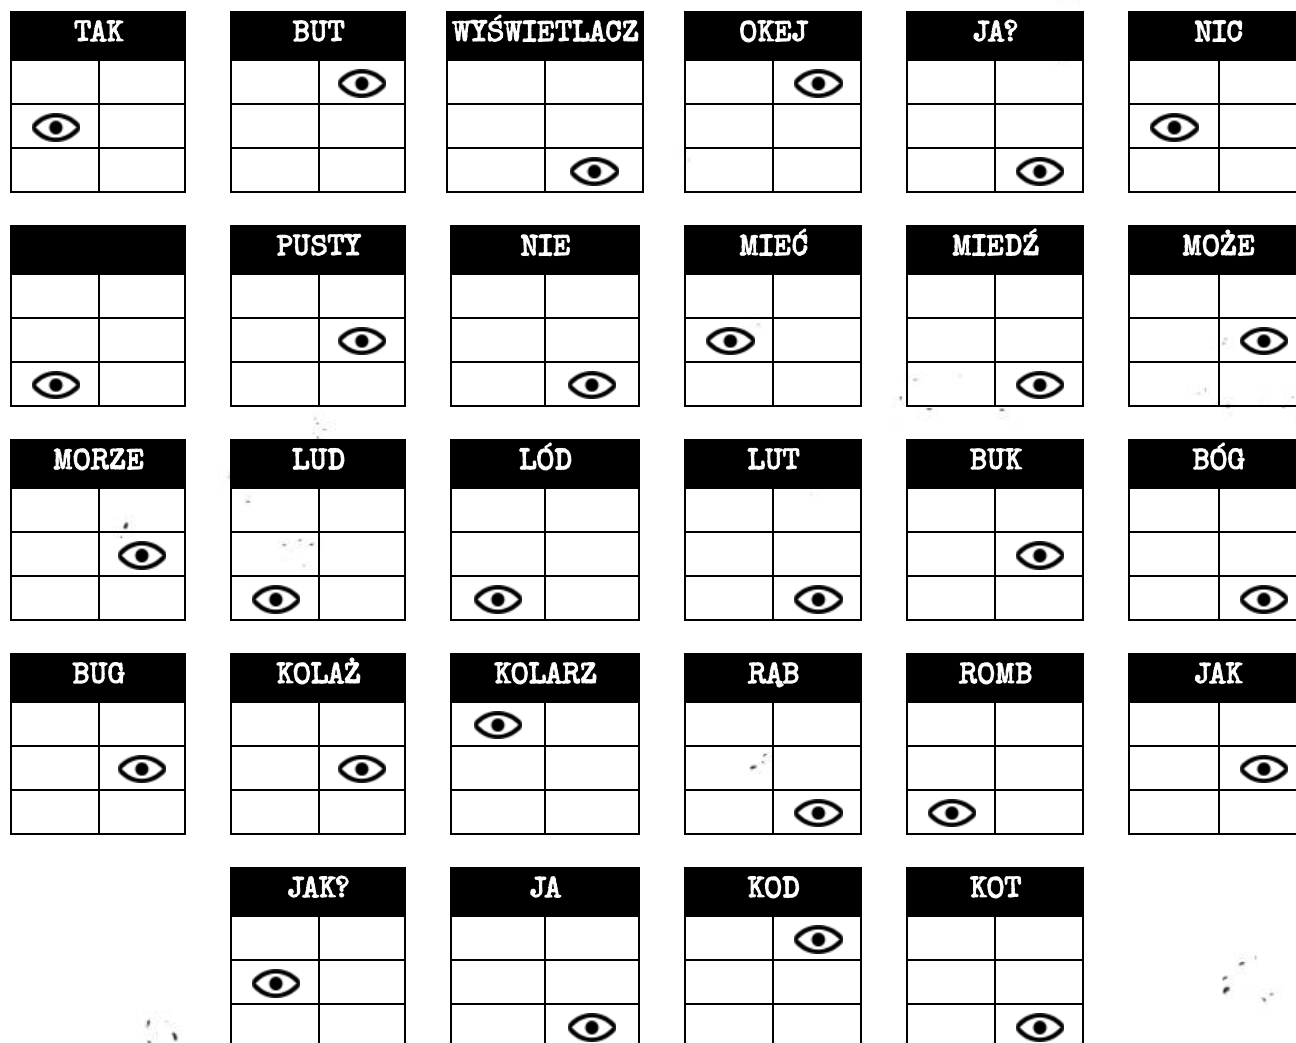 TAK BUT WYŚWIETLACZ OKEJ JA? NIC
PUSTY NIE MIEĆ MIEDŹ MOŻE
MORZE LUD LÓD LUT BUK BÓG
BUG KOLAŻ KOLARZ RĄB ROMB JAK
JAK? JA KOD KOT